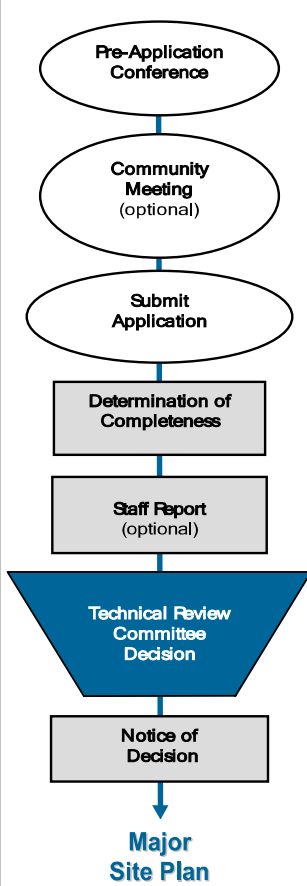 Pre-Application
Conference
Community
Meeting
(optional)
Submit
Application
Determination of
Completeness
Staff Report
(optional)
Technical Review
Committee
Decision
Notice of
Decision
Major
Site Plan